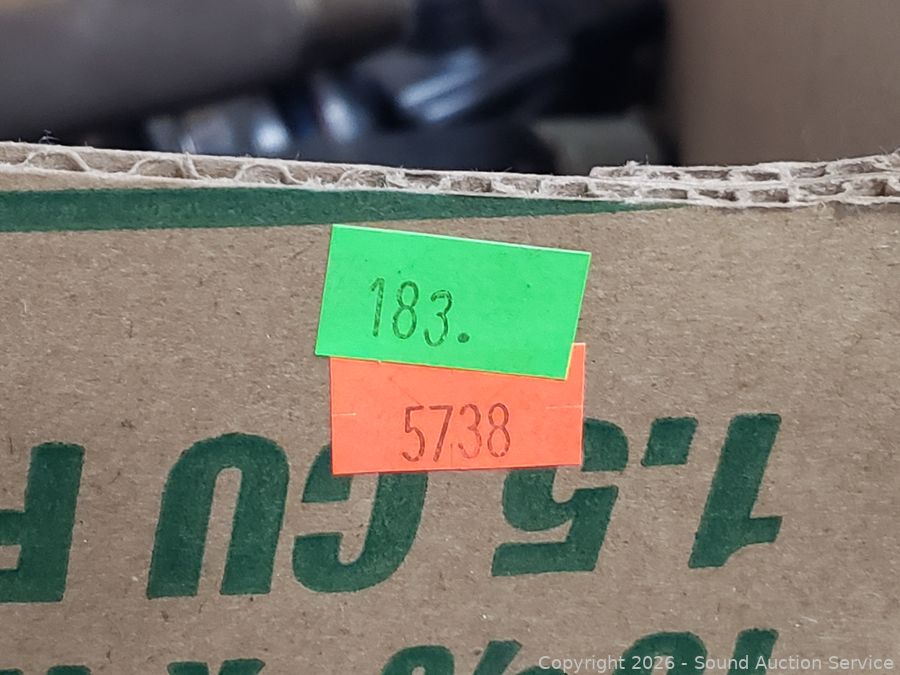 183.
5738
1.5 CU F
Copyright 2026 - Sound Auction Service